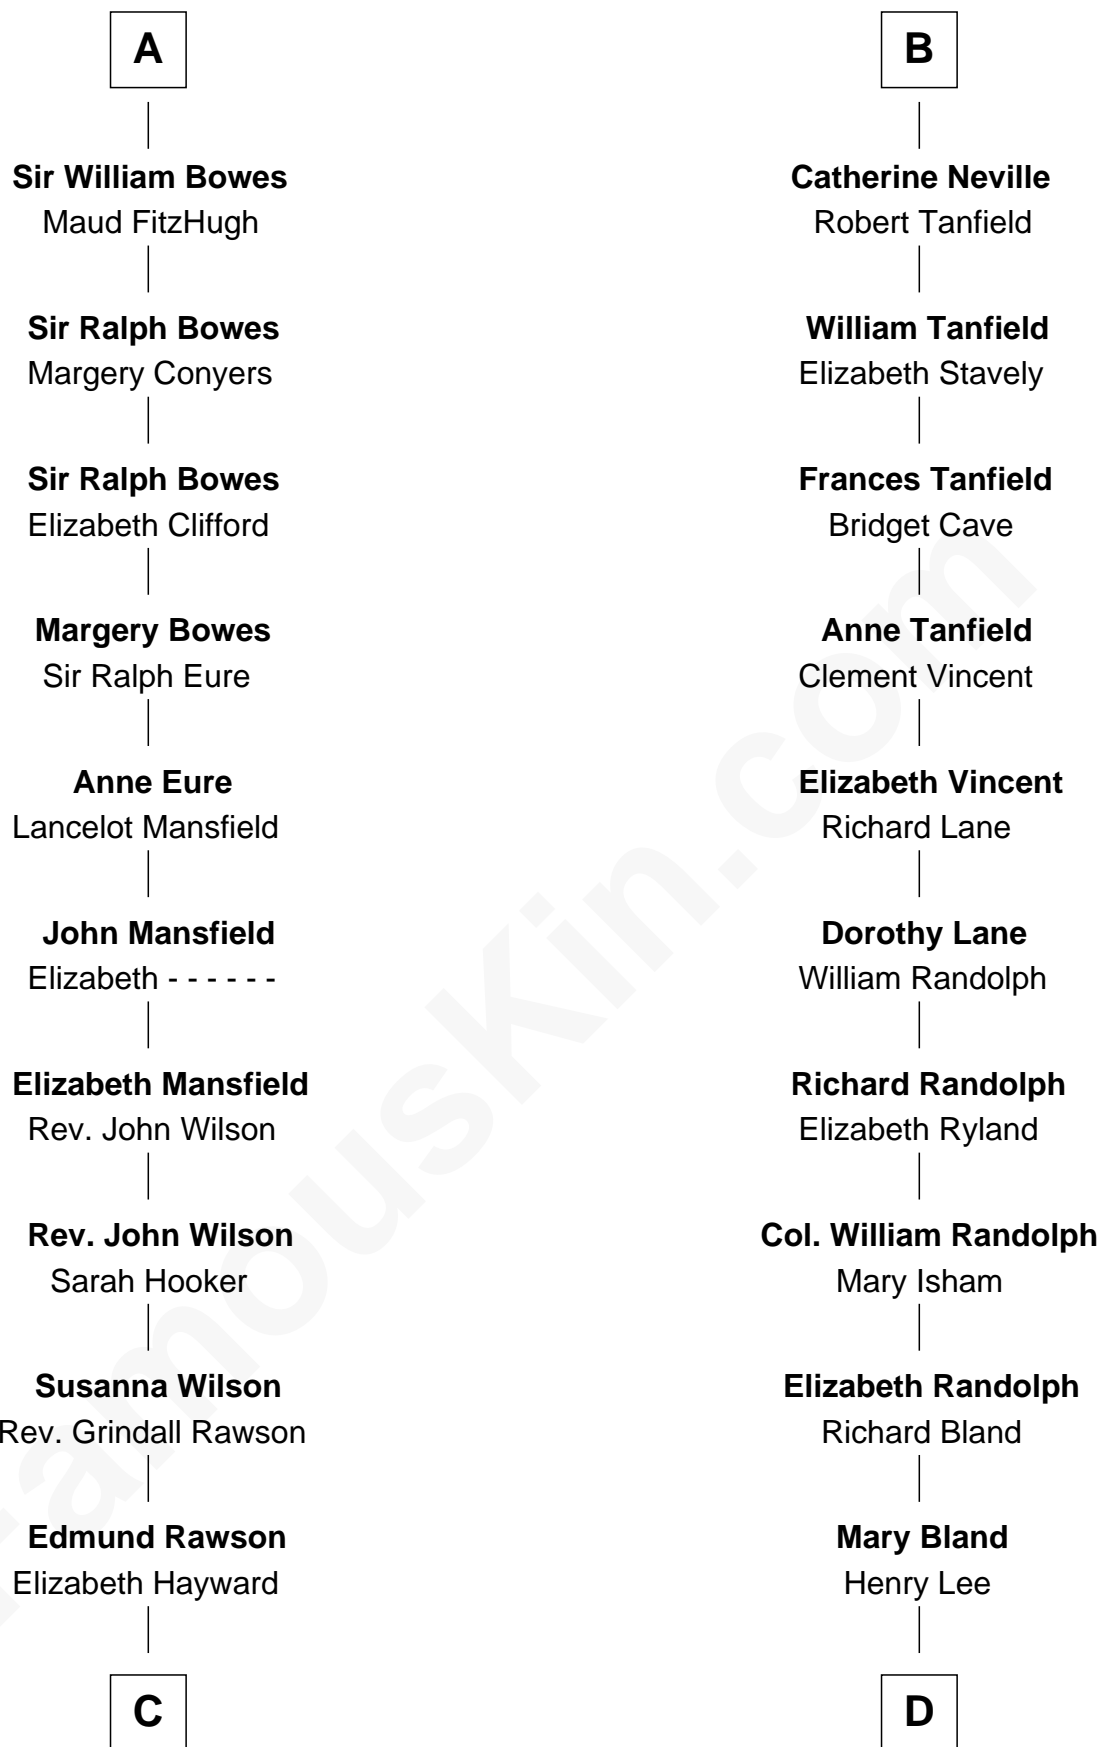 A
Sir William Bowes
Maud FitzHugh
Sir Ralph Bowes
Margery Conyers
Sir Ralph Bowes
Elizabeth Clifford
Margery Bowes
Sir Ralph Eure
Anne Eure
Lancelot Mansfield
John Mansfield
Elizabeth - - - - - -
Elizabeth Mansfield
Rev. John Wilson
Rev. John Wilson
Sarah Hooker
Susanna Wilson
Rev. Grindall Rawson
Edmund Rawson
Elizabeth Hayward
C
B
Catherine Neville
Robert Tanfield
William Tanfield
Elizabeth Stavely
Frances Tanfield
Bridget Cave
Anne Tanfield
Clement Vincent
Elizabeth Vincent
Richard Lane
Dorothy Lane
William Randolph
Richard Randolph
Elizabeth Ryland
Col. William Randolph
Mary Isham
Elizabeth Randolph
Richard Bland
Mary Bland
Henry Lee
D
FamousKin.com